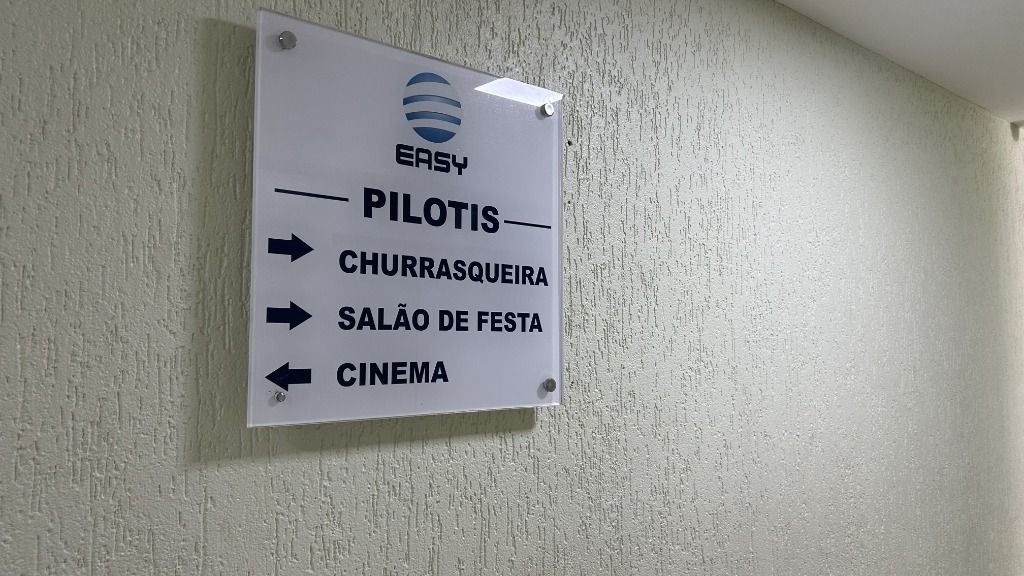 EASY
PILOTIS
CHURRASQUEIRA
SALÃO DE FESTA
CINEMA